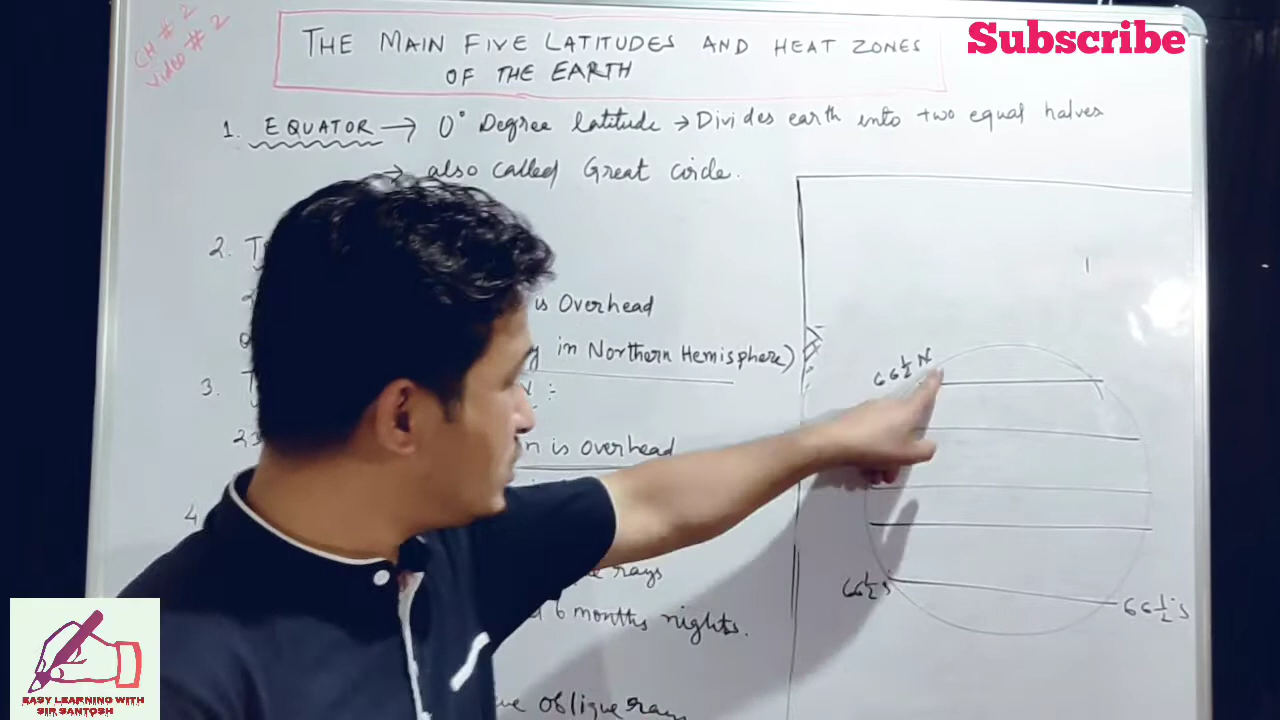 CH # 2
Video # 2
Subscribe
THE MAIN FIVE LATITUDES AND HEAT ZONES
OF THE EARTH
1. EQUATOR → 0° Degree latitude → Divides earth into two equal halves
→ also called Great circle.
2.
is Overhead
in Northern Hemisphere)
3.
is overhead
4
rays
6 months nights.
oblique rays
66½ N
66½ S
66½°S
EASY LEARNING WITH
SIR SANTOSH